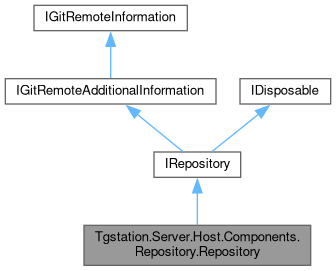 IGitRemoteInformation
IGitRemoteAdditionalInformation
IDisposable
IRepository
Tgstation.Server.Host.Components.
Repository.Repository